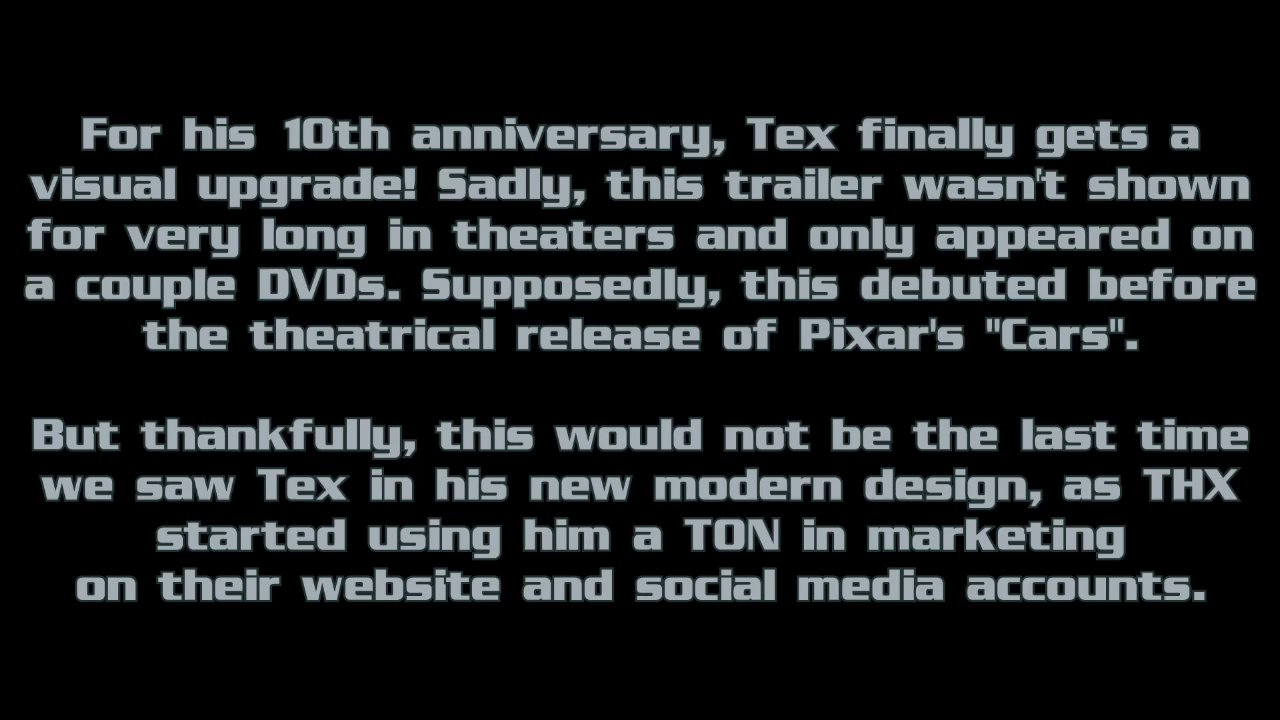 For his 10th anniversary, Tex finally gets a
visual upgrade! Sadly, this trailer wasn't shown
for very long in theaters and only appeared on
a couple DVDs. Supposedly, this debuted before
the theatrical release of Pixar's "Cars".
But thankfully, this would not be the last time
we saw Tex in his new modern design, as THX
started using him a TON in marketing
on their website and social media accounts.